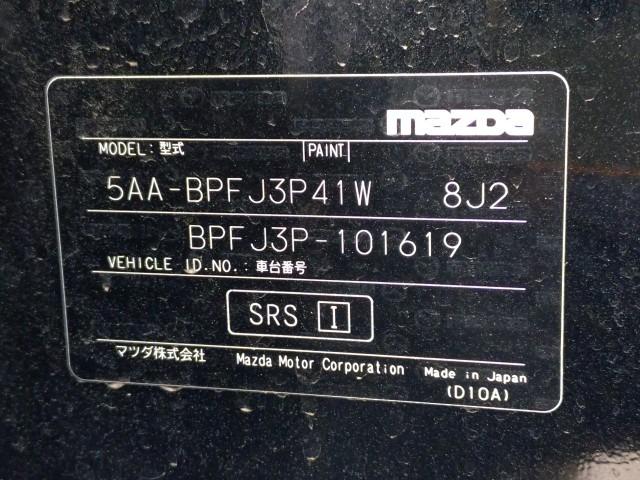 mazda
MODEL: 型式 PAINT
5AA-BPFJ3P41W 8J2
BPFJ3P-101619
VEHICLE ID.NO.: 車台番号
SRS I
マツダ株式会社 Mazda Motor Corporation Made in Japan
(D10A)